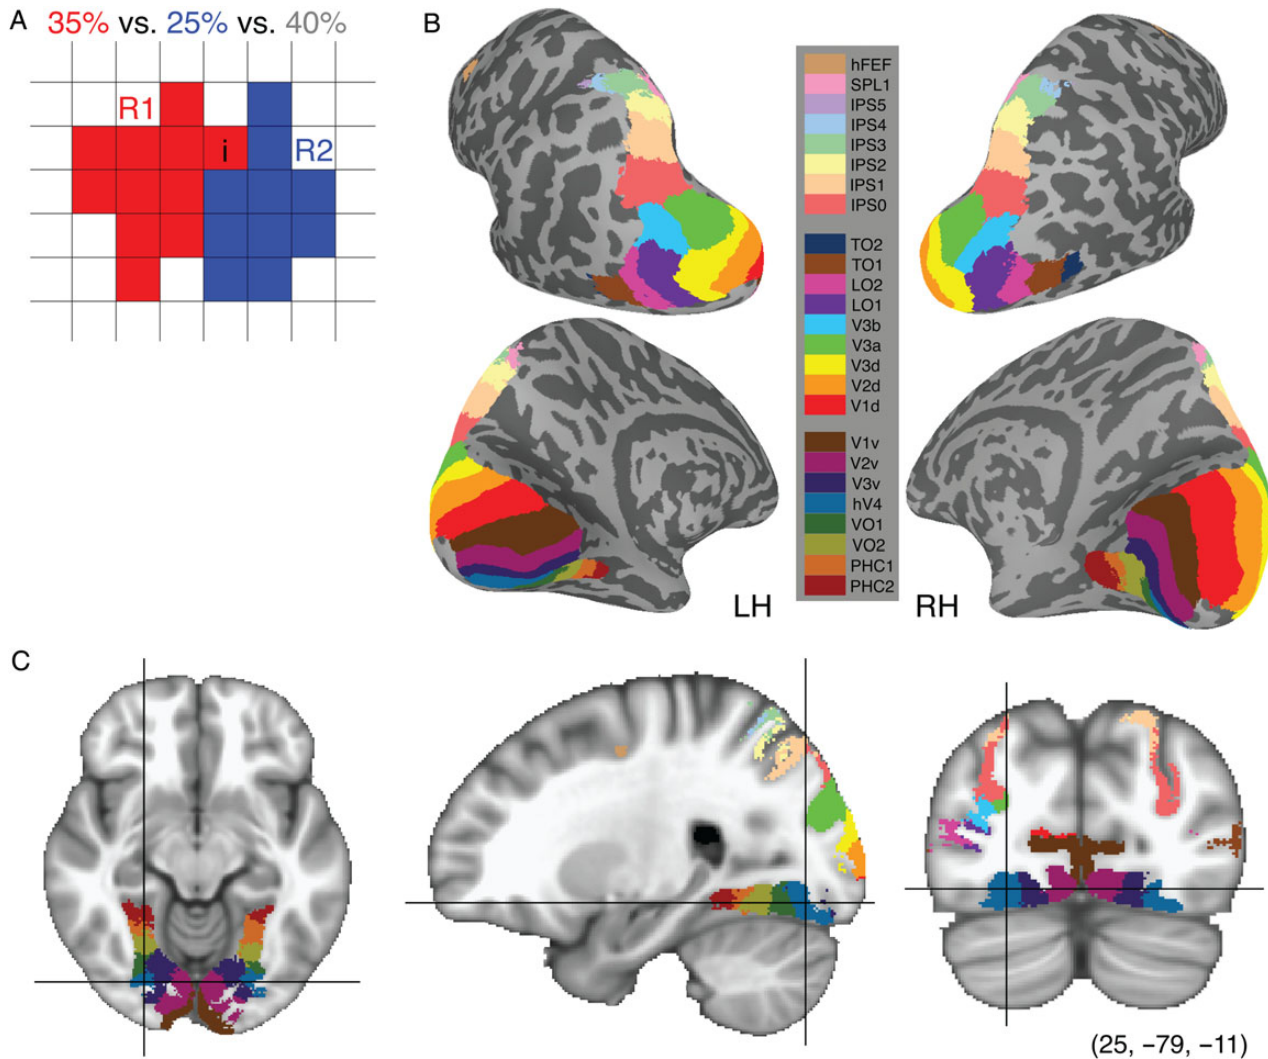 A 35% vs. 25% vs. 40%
R1
i
R2
B
hFEF
SPL1
IPS5
IPS4
IPS3
IPS2
IPS1
IPS0
TO2
TO1
LO2
LO1
V3b
V3a
V3d
V2d
V1d
V1v
V2v
V3v
hV4
VO1
VO2
PHC1
PHC2
LH
RH
C
(25, −79, −11)